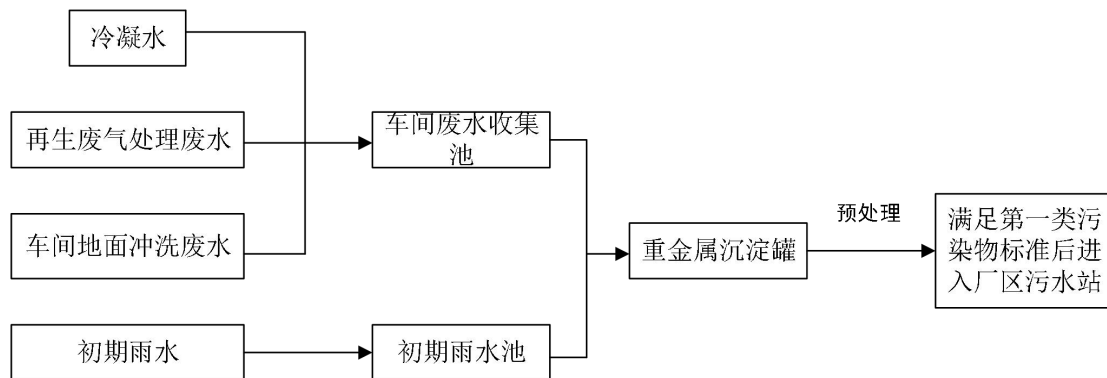 冷凝水
再生废气处理废水
车间废水收集
池
车间地面冲洗废水
重金属沉淀罐
预处理
满足第一类污
染物标准后进
入厂区污水站
初期雨水
初期雨水池